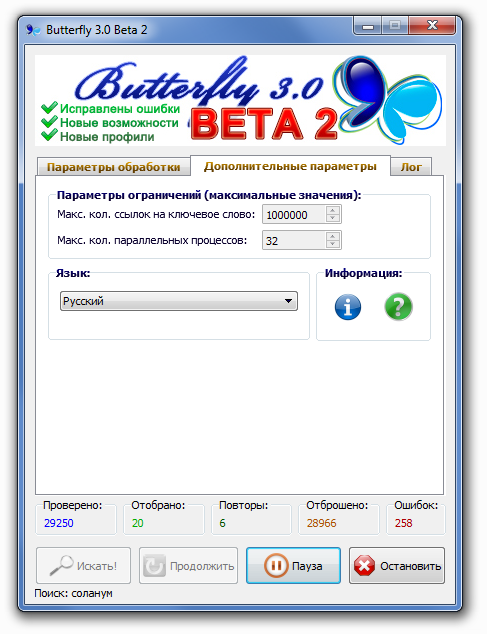 Butterfly 3.0 Beta 2
Butterfly 3.0
BETA 2
Исправлены ошибки
Новые возможности
Новые профили
Параметры обработки Дополнительные параметры Лог
Параметры ограничений (максимальные значения):
Макс. кол. ссылок на ключевое слово: 1000000
Макс. кол. параллельных процессов: 32
Язык: Информация:
Русский
Проверено: Отобрано: Повторы: Отброшено: Ошибок:
29250 20 6 28966 258
Искать! Продолжить Пауза Остановить
Поиск: соланум